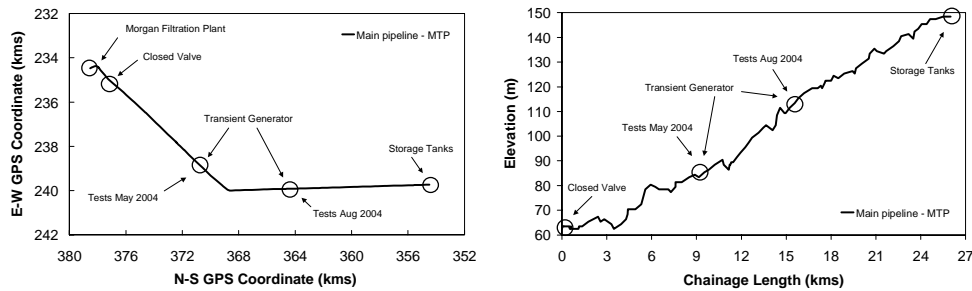 E-W GPS Coordinate (kms)
232
234
235
237
239
240
242
Morgan Filtration Plant
Closed Valve
Main pipeline - MTP
Transient Generator
Storage Tanks
Tests May 2004
Tests Aug 2004
380 376 372 368 364 360 356 352
N-S GPS Coordinate (kms)
Elevation (m)
150
140
130
120
110
100
90
80
70
60
Tests Aug 2004
Storage Tanks
Transient Generator
Tests May 2004
Closed Valve
Main pipeline - MTP
0 3 6 9 12 15 18 21 24 27
Chainage Length (kms)